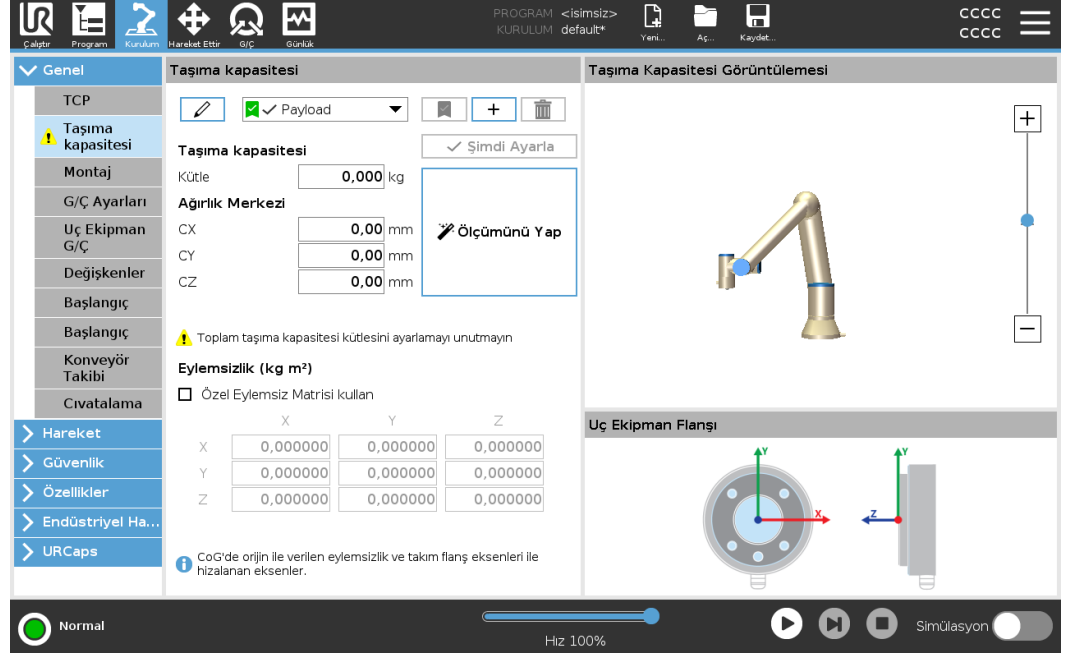 PROGRAM <isimsiz>
KURULUM default*
cccc
cccc
Çalıştır
Program
Kurulum
Hareket Ettir
G/Ç
Günlük
Yeni...
Aç...
Kaydet...
Genel
TCP
Taşıma
kapasitesi
Montaj
G/Ç Ayarları
Uç Ekipman
G/Ç
Değişkenler
Başlangıç
Başlangıç
Konveyör
Takibi
Cıvatalama
Hareket
Güvenlik
Özellikler
Endüstriyel Ha...
URCaps
Taşıma kapasitesi
Payload
Şimdi Ayarla
Taşıma kapasitesi
Kütle 0,000 kg
Ağırlık Merkezi
CX 0,00 mm
CY 0,00 mm
CZ 0,00 mm
Ölçümünü Yap
Toplam taşıma kapasitesi kütlesini ayarlamayı unutmayın
Eylemsizlik (kg m²)
Özel Eylemsiz Matrisi kullan
X Y Z
X 0,000000 0,000000 0,000000
Y 0,000000 0,000000 0,000000
Z 0,000000 0,000000 0,000000
CoG'de orijin ile verilen eylemsizlik ve takım flanş eksenleri ile
hizalanan eksenler.
Taşıma Kapasitesi Görüntülemesi
Uç Ekipman Flanşı
Y
X
Y
Z
Normal
Hız 100%
Simülasyon